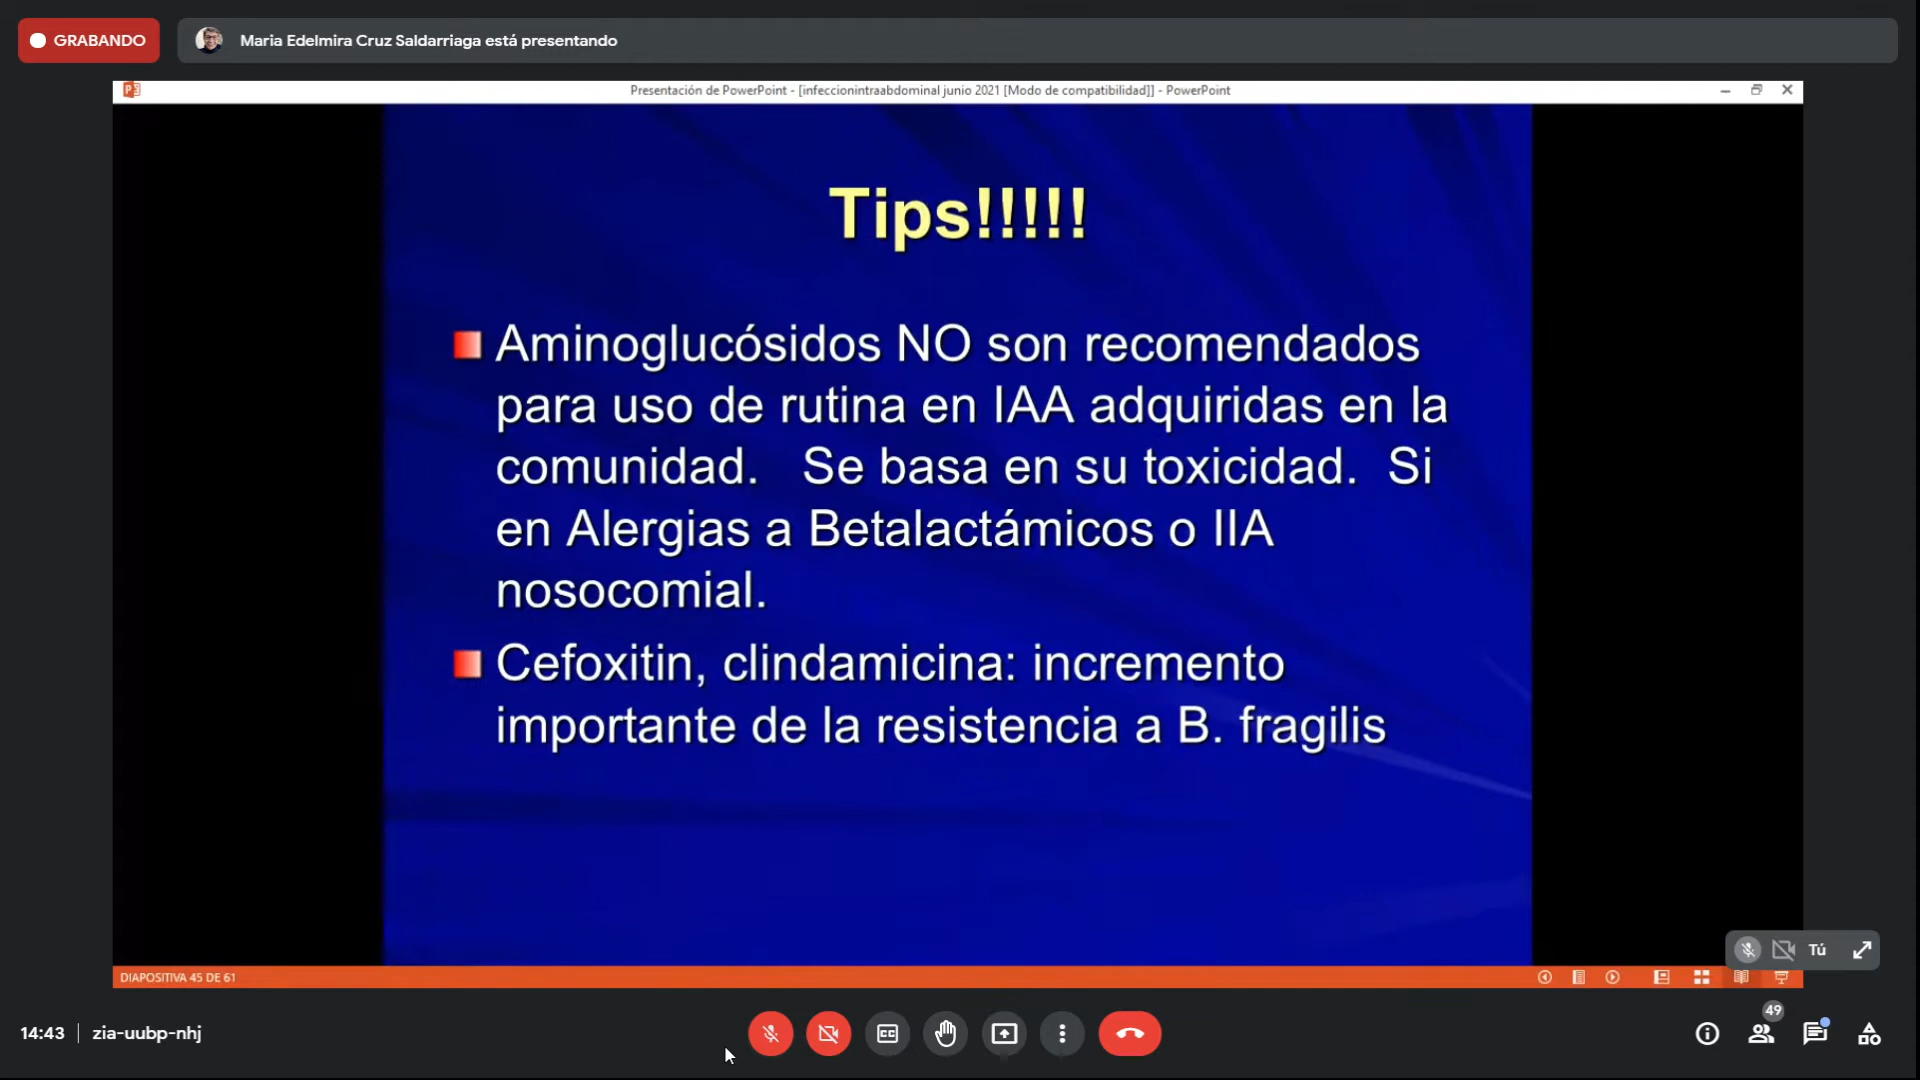 GRABANDO
Maria Edelmira Cruz Saldarriaga está presentando
Presentación de PowerPoint - [infeccionintraabdominal junio 2021 [Modo de compatibilidad]] - PowerPoint
Tips!!!!!
Aminoglucósidos NO son recomendados
para uso de rutina en IAA adquiridas en la
comunidad. Se basa en su toxicidad. Si
en Alergias a Betalactámicos o IIA
nosocomial.
Cefoxitin, clindamicina: incremento
importante de la resistencia a B. fragilis
Tú
DIAPOSITIVA 45 DE 61
49
14:43 | zia-uubp-nhj